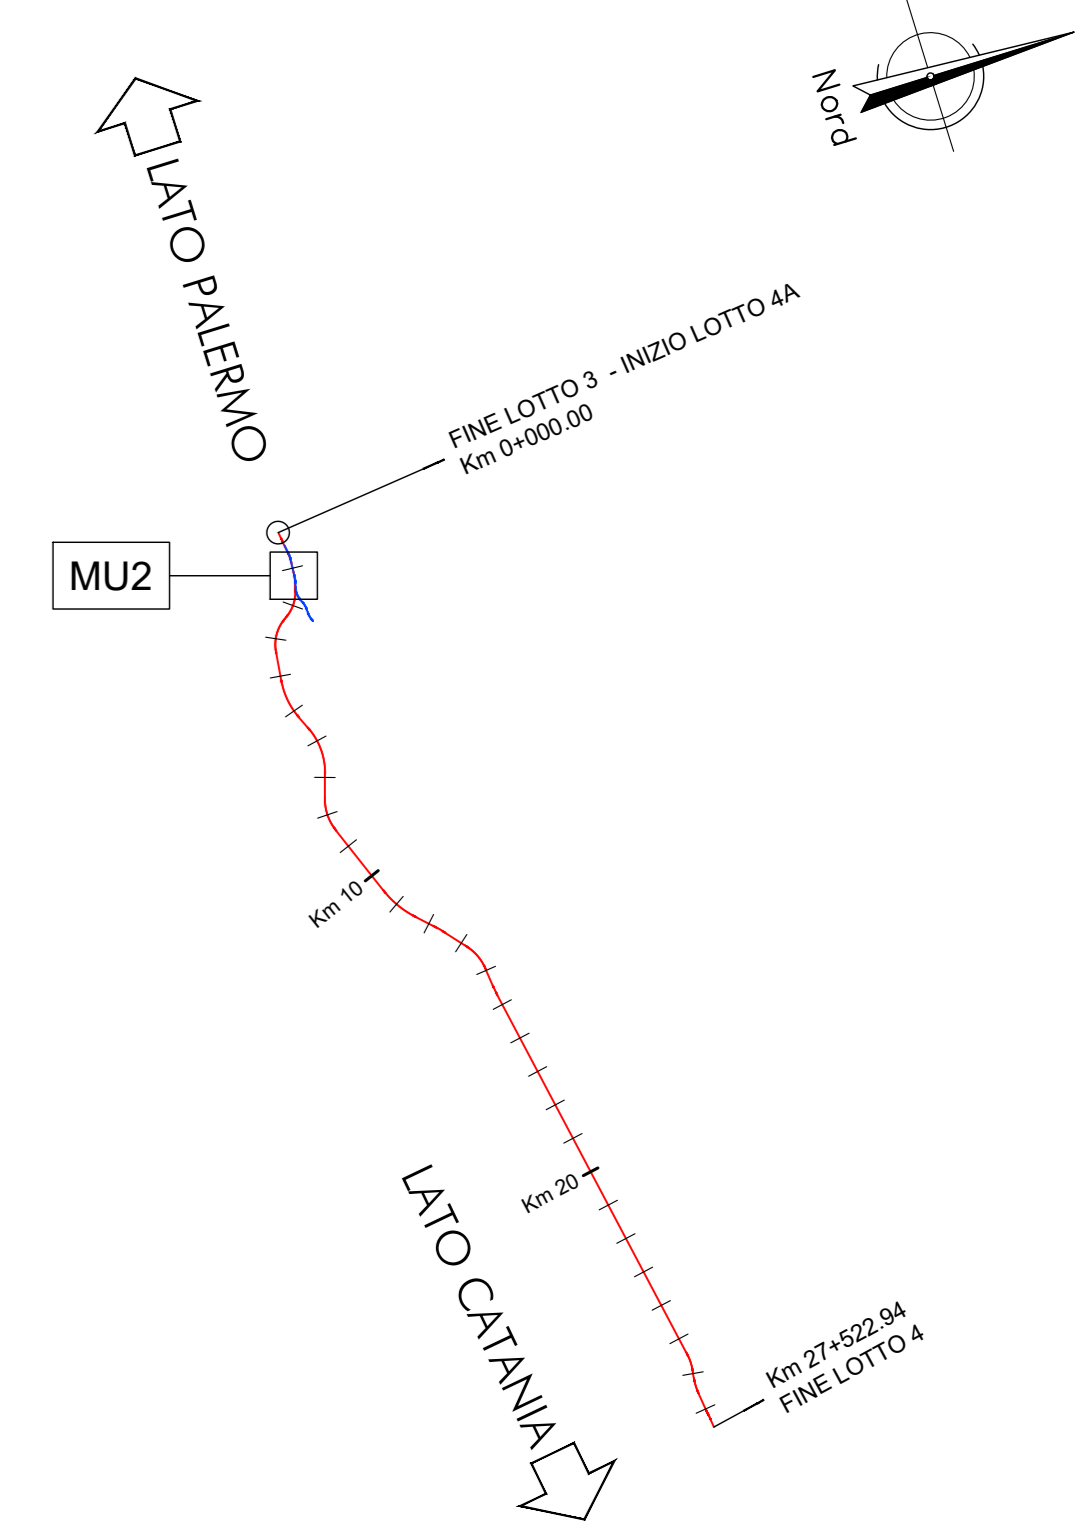 Nord
LATO PALERMO
FINE LOTTO 3 - INIZIO LOTTO 4A
Km 0+000.00
MU2
Km 10
Km 20
LATO CATANIA
Km 27+522.94
FINE LOTTO 4